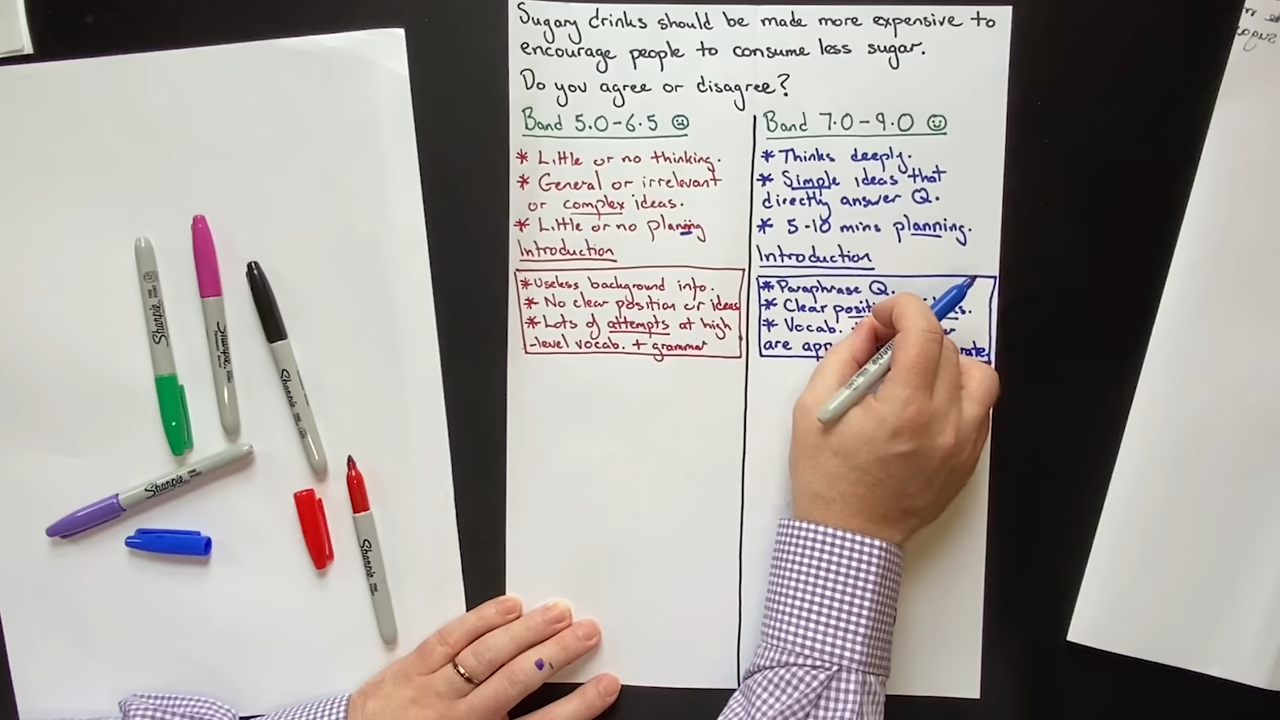 Sugary drinks should be made more expensive to
encourage people to consume less sugar.
Do you agree or disagree?
Band 5.0-6.5
* Little or no thinking.
* General or irrelevant
or complex ideas.
* Little or no planning
Introduction
* Useless background info.
* No clear position or ideas
* Lots of attempts at high
-level vocab. + grammar
Band 7.0-9.0
* Thinks deeply.
* Simple ideas that
directly answer Q.
* 5-10 mins planning.
Introduction
* Paraphrase Q.
* Clear
* Vocab.
are
Sharpie
Sharpie
Sharpie
Sharpie
Sharpie